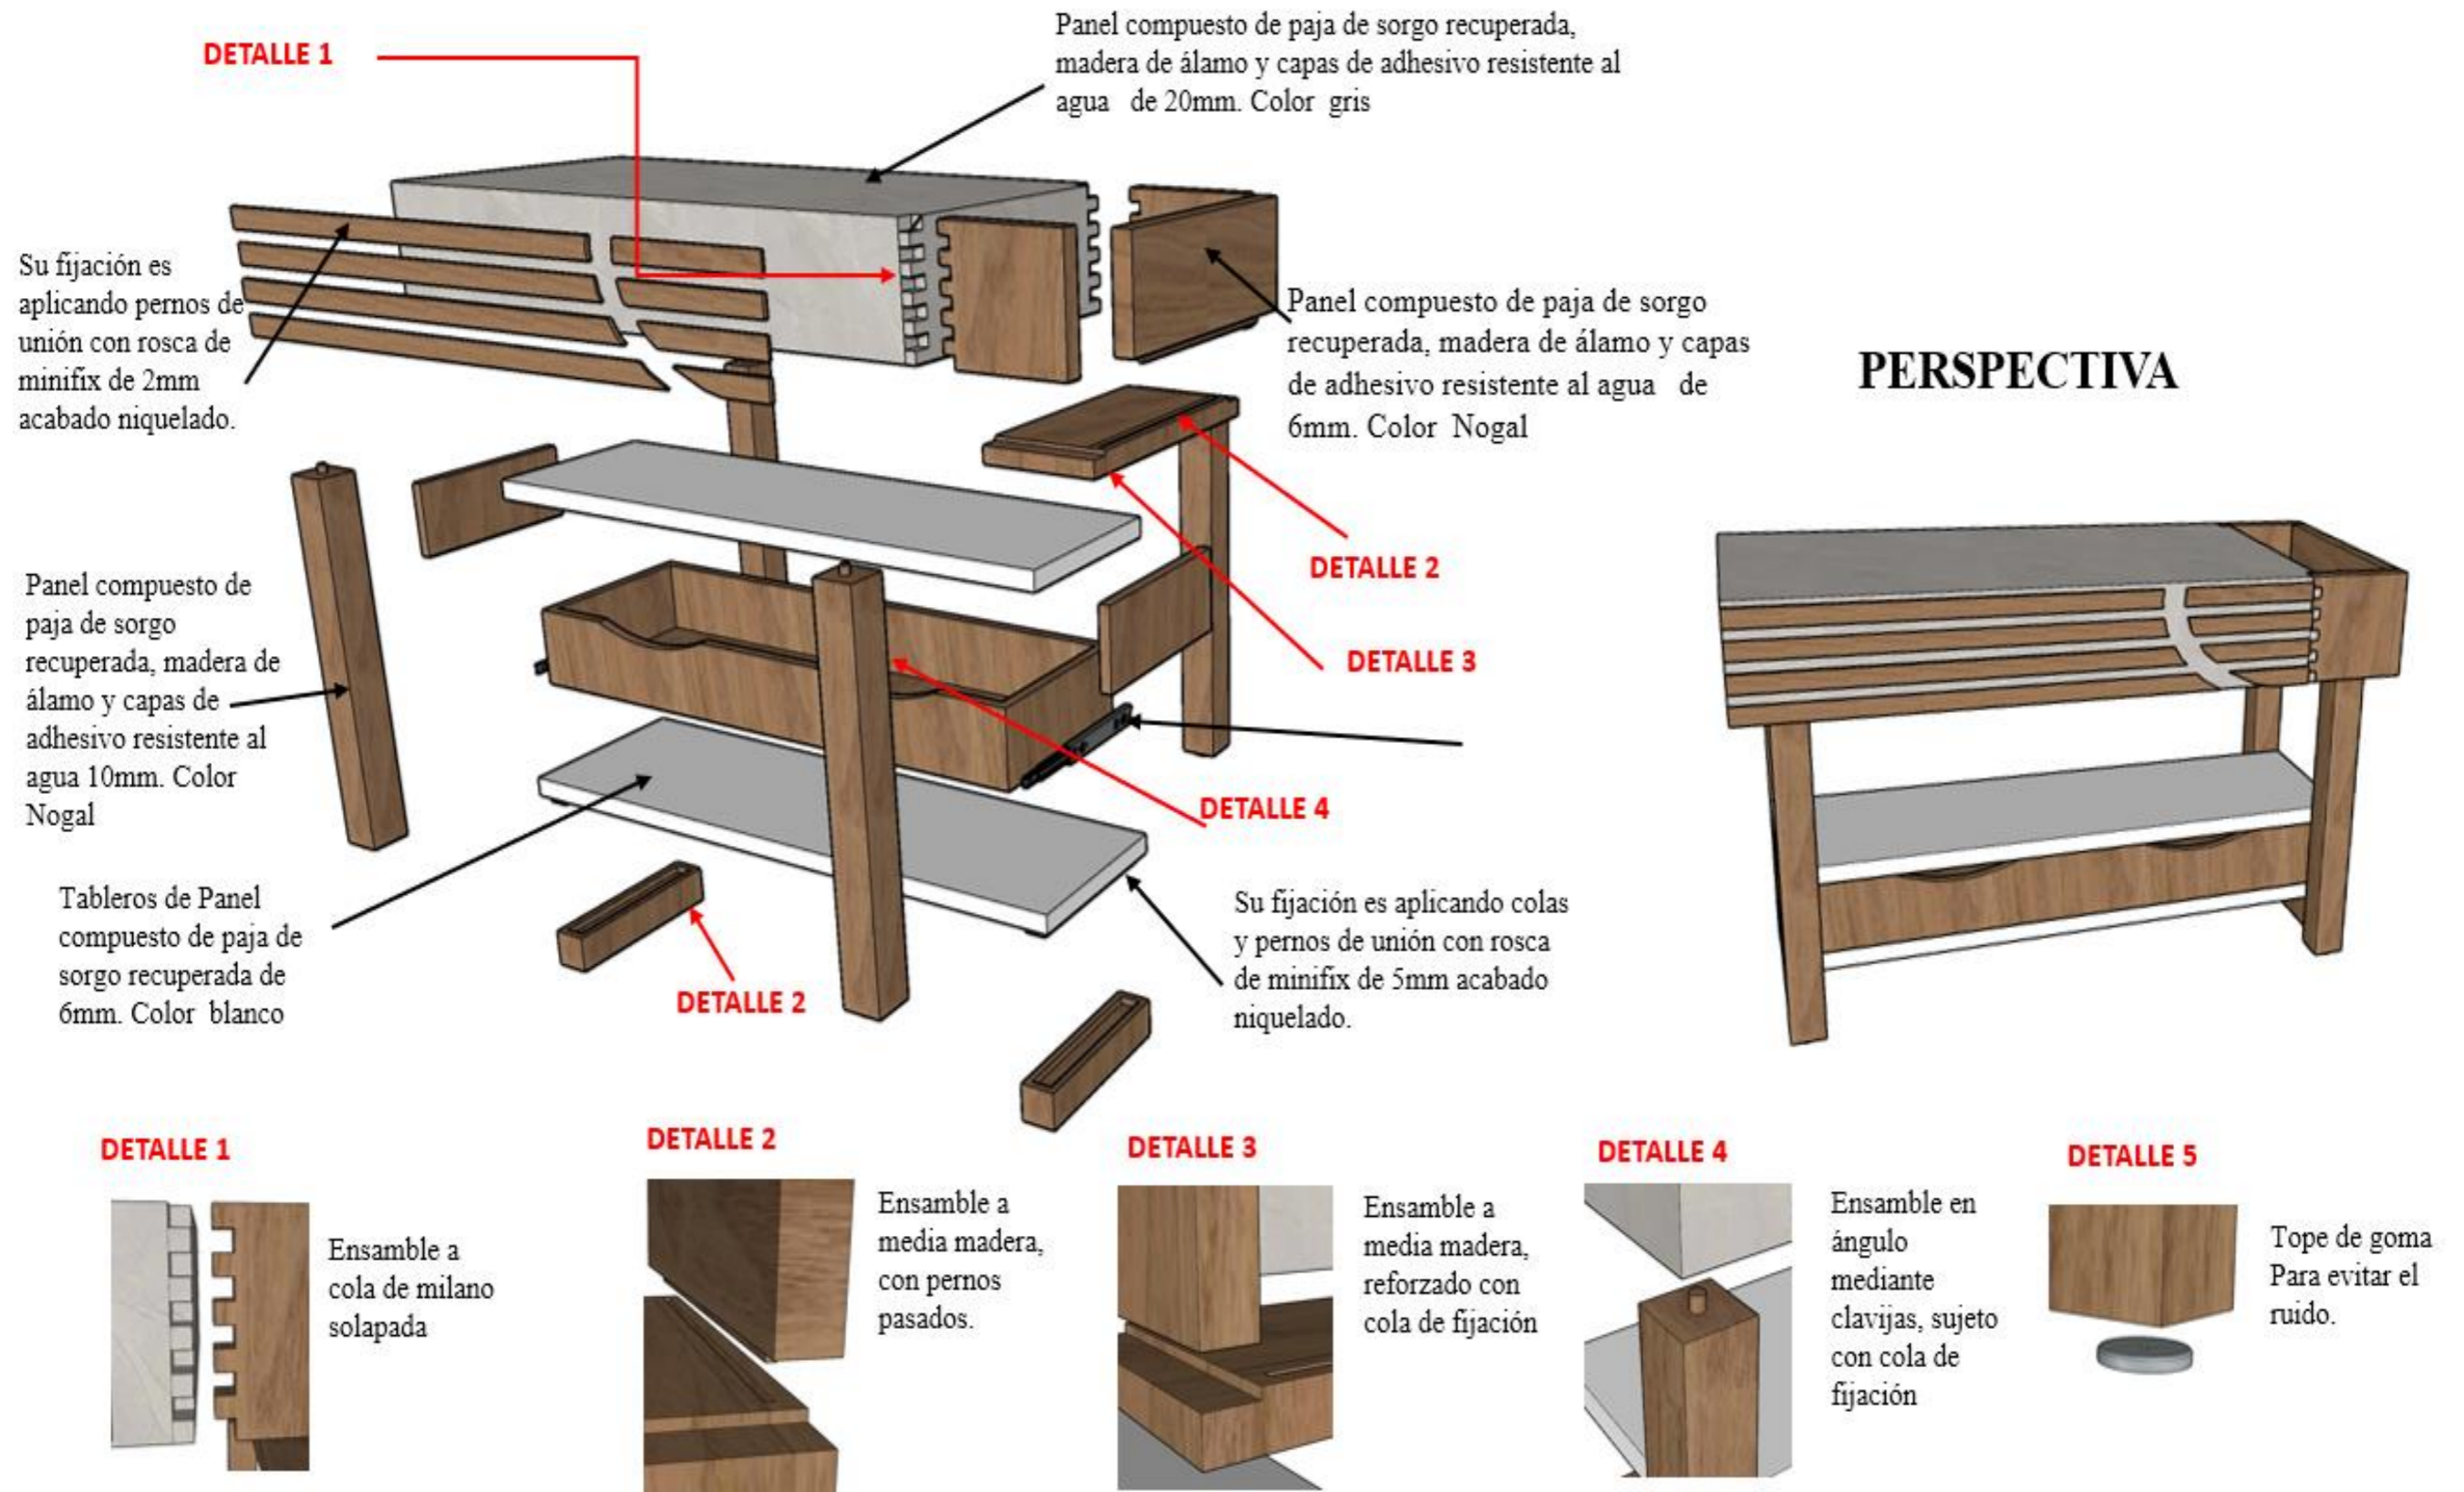 DETALLE 1
Panel compuesto de paja de sorgo recuperada,
madera de álamo y capas de adhesivo resistente al
agua de 20mm. Color gris
Su fijación es
aplicando pernos de
unión con rosca de
minifix de 2mm
acabado niquelado.
Panel compuesto de paja de sorgo
recuperada, madera de álamo y capas
de adhesivo resistente al agua de
6mm. Color Nogal
PERSPECTIVA
DETALLE 2
DETALLE 3
Panel compuesto de
paja de sorgo
recuperada, madera de
álamo y capas de
adhesivo resistente al
agua 10mm. Color
Nogal
DETALLE 4
Tableros de Panel
compuesto de paja de
sorgo recuperada de
6mm. Color blanco
DETALLE 2
Su fijación es aplicando colas
y pernos de unión con rosca
de minifix de 5mm acabado
niquelado.
DETALLE 1
Ensamble a
cola de milano
solapada
DETALLE 2
Ensamble a
media madera,
con pernos
pasados.
DETALLE 3
Ensamble a
media madera,
reforzado con
cola de fijación
DETALLE 4
Ensamble en
ángulo
mediante
clavijas, sujeto
con cola de
fijación
DETALLE 5
Tope de goma
Para evitar el
ruido.